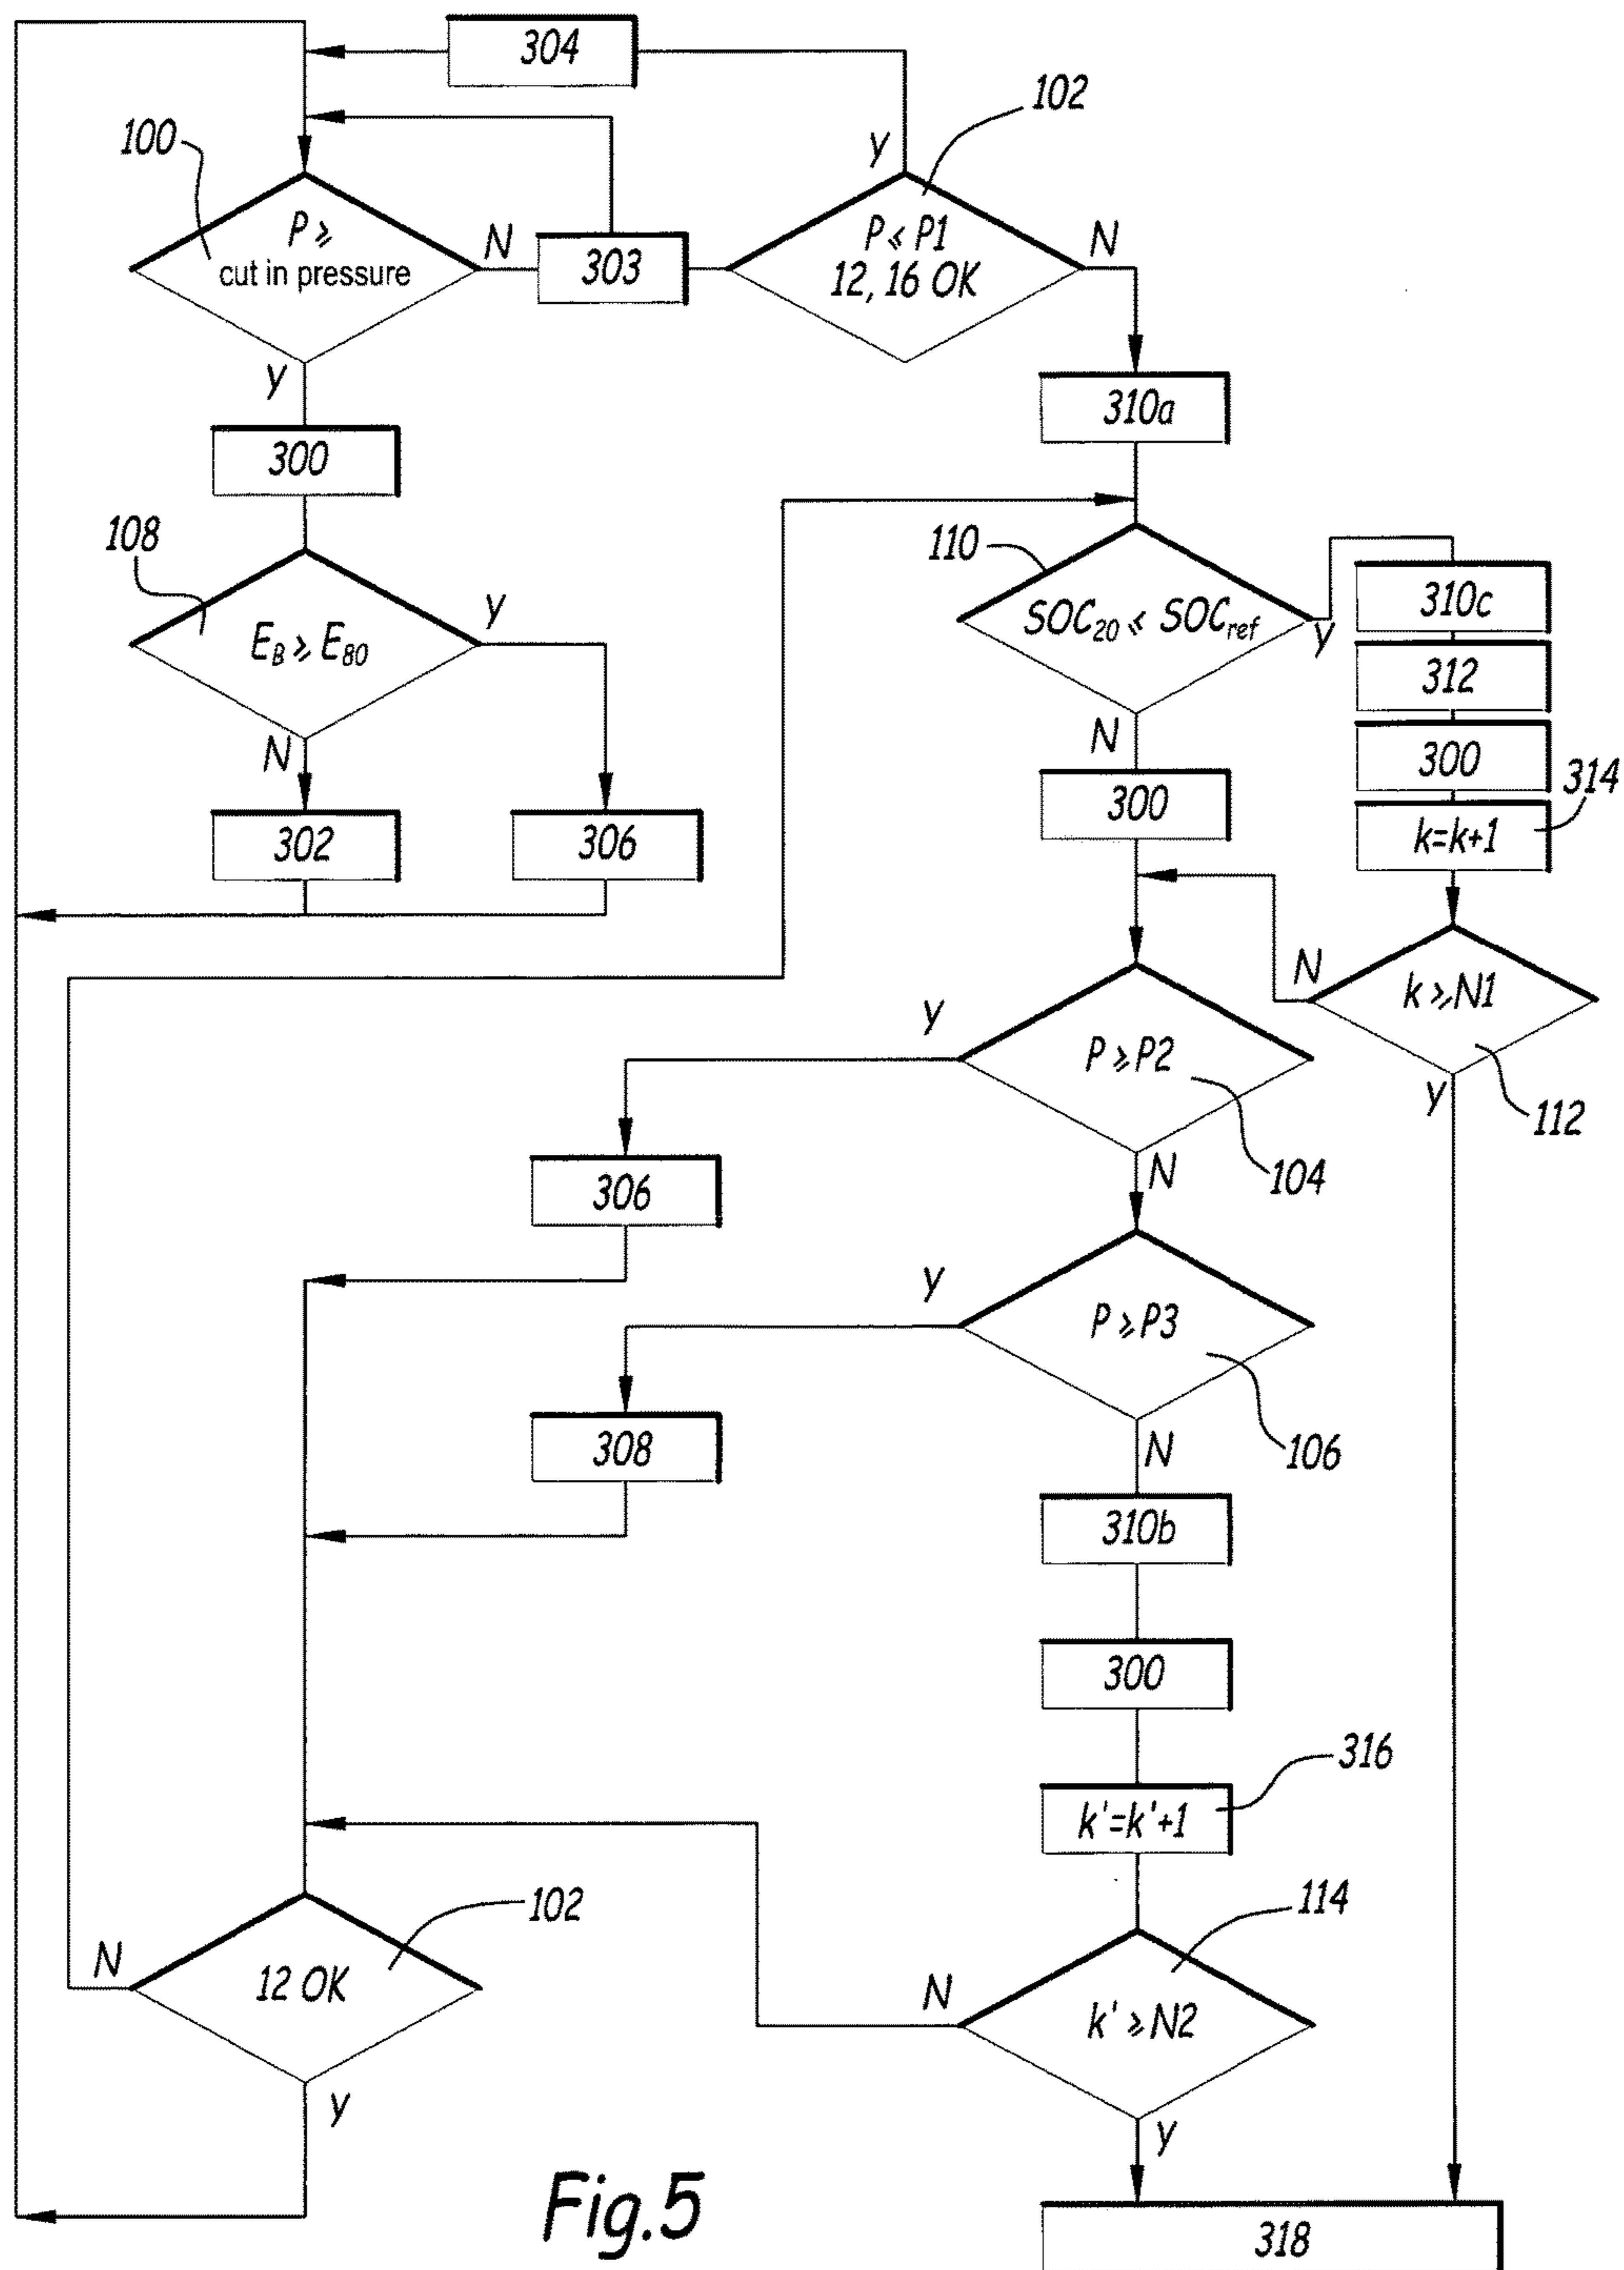 304
102
100
y
P ⩾
cut in pressure
N
303
P ⩽ P1
12, 16 OK
N
y
310a
300
108
110
y
E_B ⩾ E_80
SOC_20 ⩽ SOC_ref
y
310c
312
300
314
k=k+1
N
N
300
302
306
N
k ⩾ N1
y
112
y
P ⩾ P2
104
N
306
y
P ⩾ P3
106
308
N
310b
300
316
k'=k'+1
102
114
N
12 OK
N
k' ⩾ N2
y
y
Fig.5
318